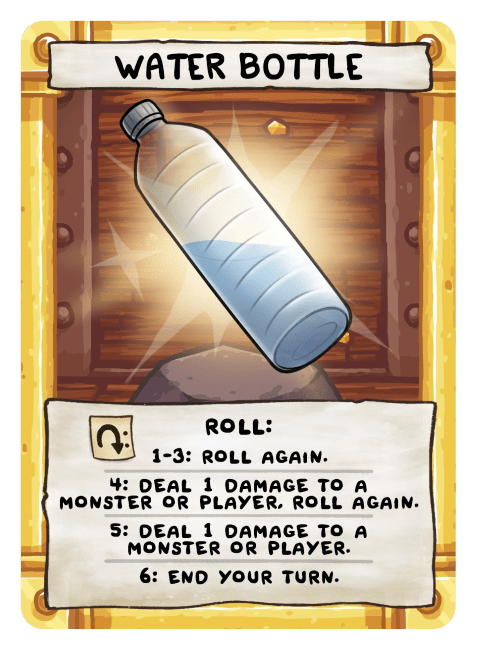 WATER BOTTLE
ROLL:
1-3: ROLL AGAIN.
4: DEAL 1 DAMAGE TO A
MONSTER OR PLAYER, ROLL AGAIN.
5: DEAL 1 DAMAGE TO A
MONSTER OR PLAYER.
6: END YOUR TURN.